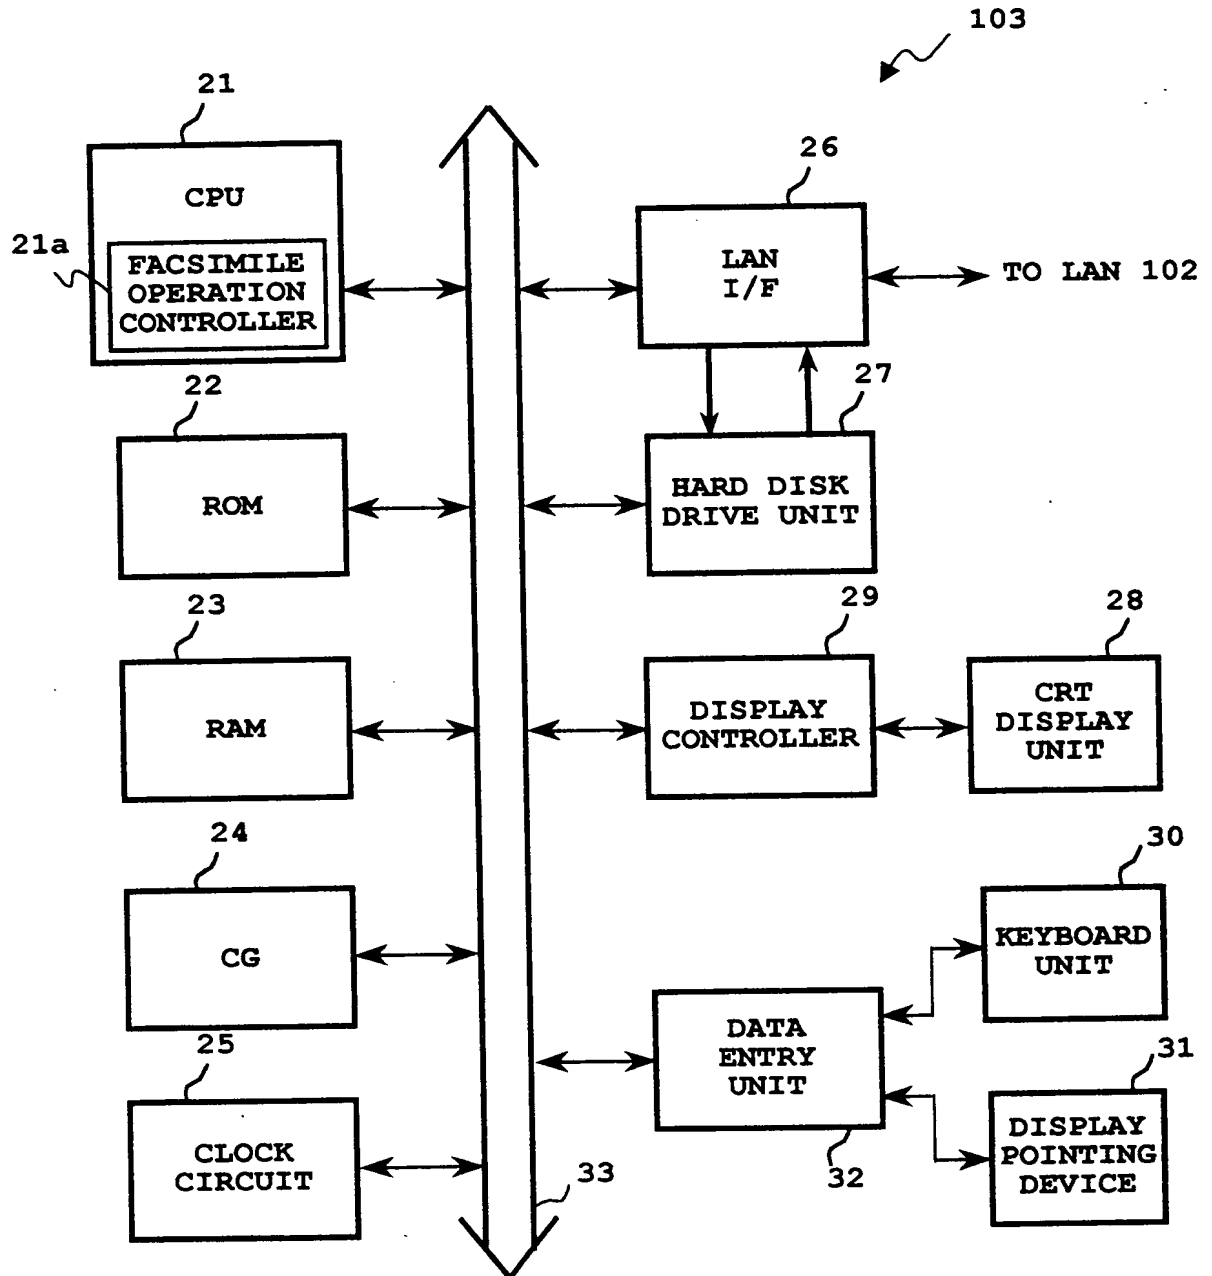 103
21
CPU
21a
FACSIMILE
OPERATION
CONTROLLER
26
LAN
I/F
TO LAN 102
22
ROM
27
HARD DISK
DRIVE UNIT
23
RAM
29
DISPLAY
CONTROLLER
28
CRT
DISPLAY
UNIT
24
CG
30
KEYBOARD
UNIT
25
CLOCK
CIRCUIT
DATA
ENTRY
UNIT
32
31
DISPLAY
POINTING
DEVICE
33